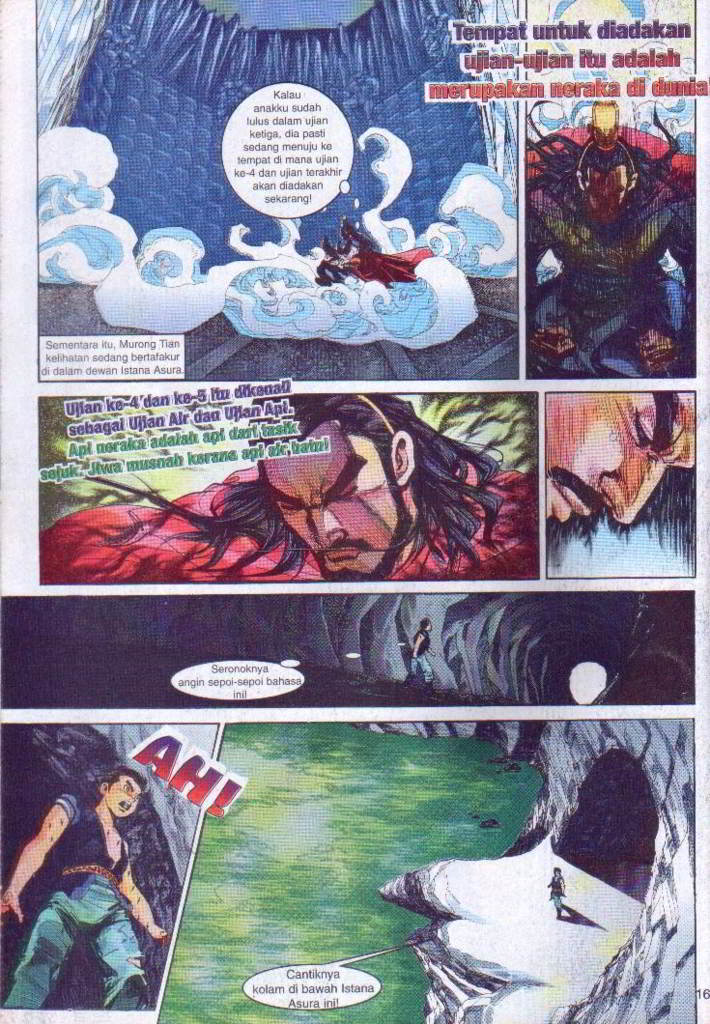 Tempat untuk diadakan
ujian-ujian itu adalah
merupakan neraka di dunia
Kalau
anakku sudah
lulus dalam ujian
ketiga, dia pasti
sedang menuju ke
tempat di mana ujian
ke-4 dan ujian terakhir
akan diadakan
sekarang!
Sementara itu, Murong Tian
kelihatan sedang bertafakur
di dalam dewan Istana Asura.
Ujian ke-4 dan ke-5 itu dikenali
sebagai Ujian Air dan Ujian Api.
Api neraka adalah api dari tasik
sejuk. Jiwa musnah kerana api air batu!
Seronoknya
angin sepoi-sepoi bahasa
ini!
AH!
Cantiknya
kolam di bawah Istana
Asura ini!
16